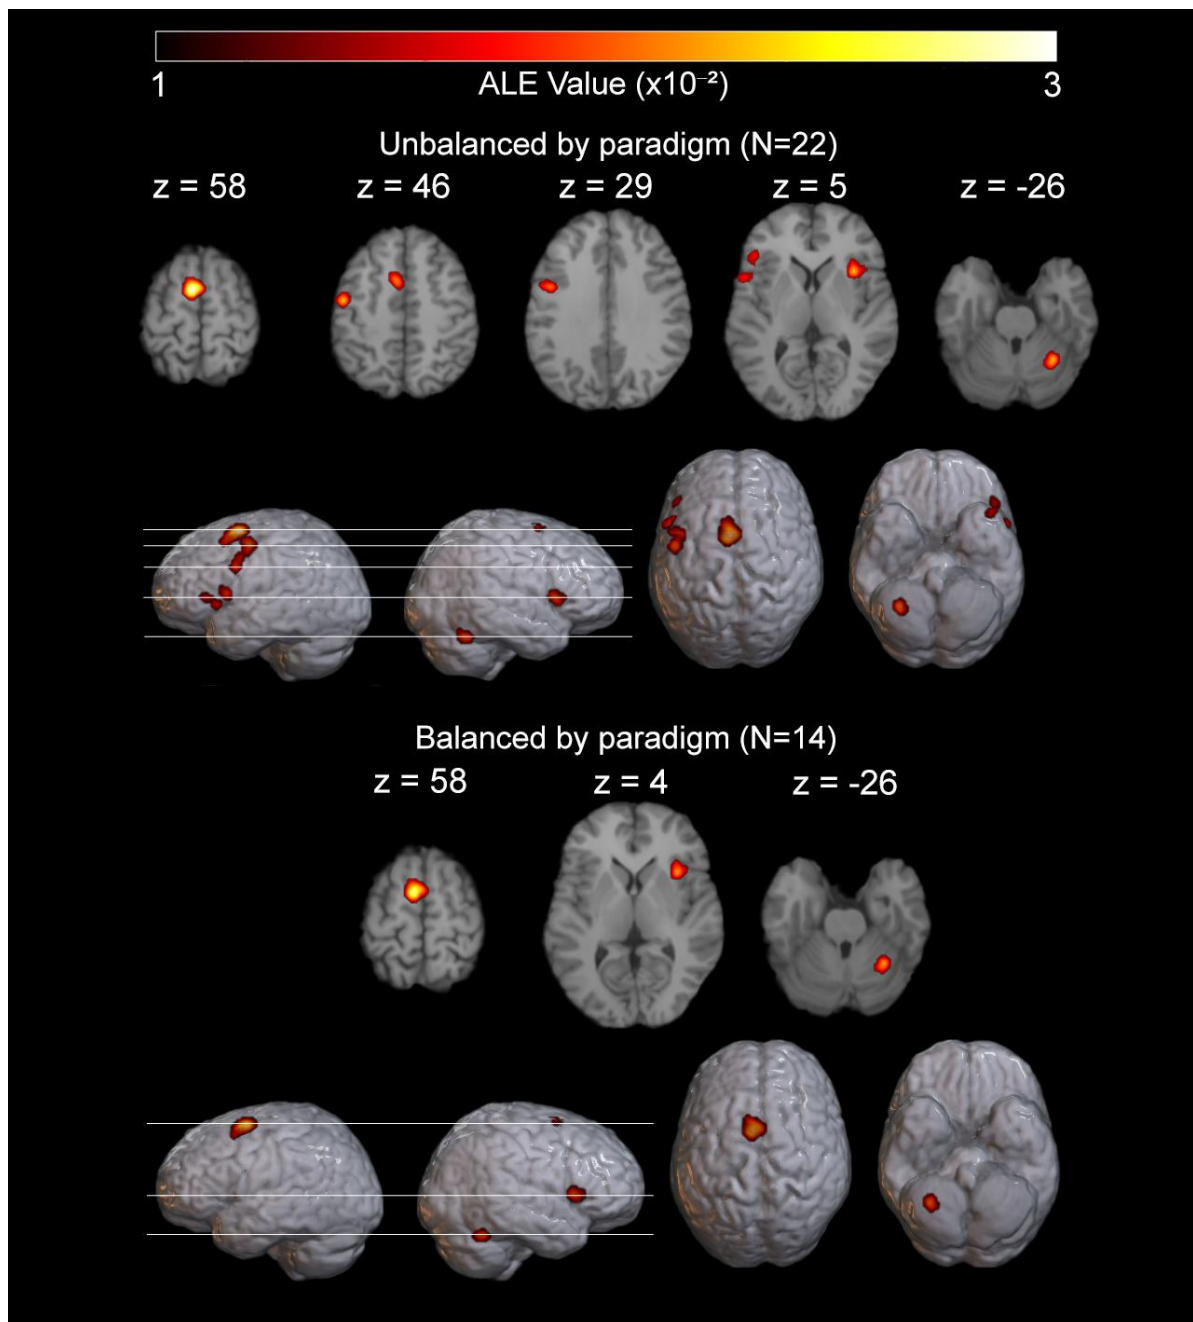 1
ALE Value (x10⁻²)
3
Unbalanced by paradigm (N=22)
z = 58
z = 46
z = 29
z = 5
z = -26
Balanced by paradigm (N=14)
z = 58
z = 4
z = -26